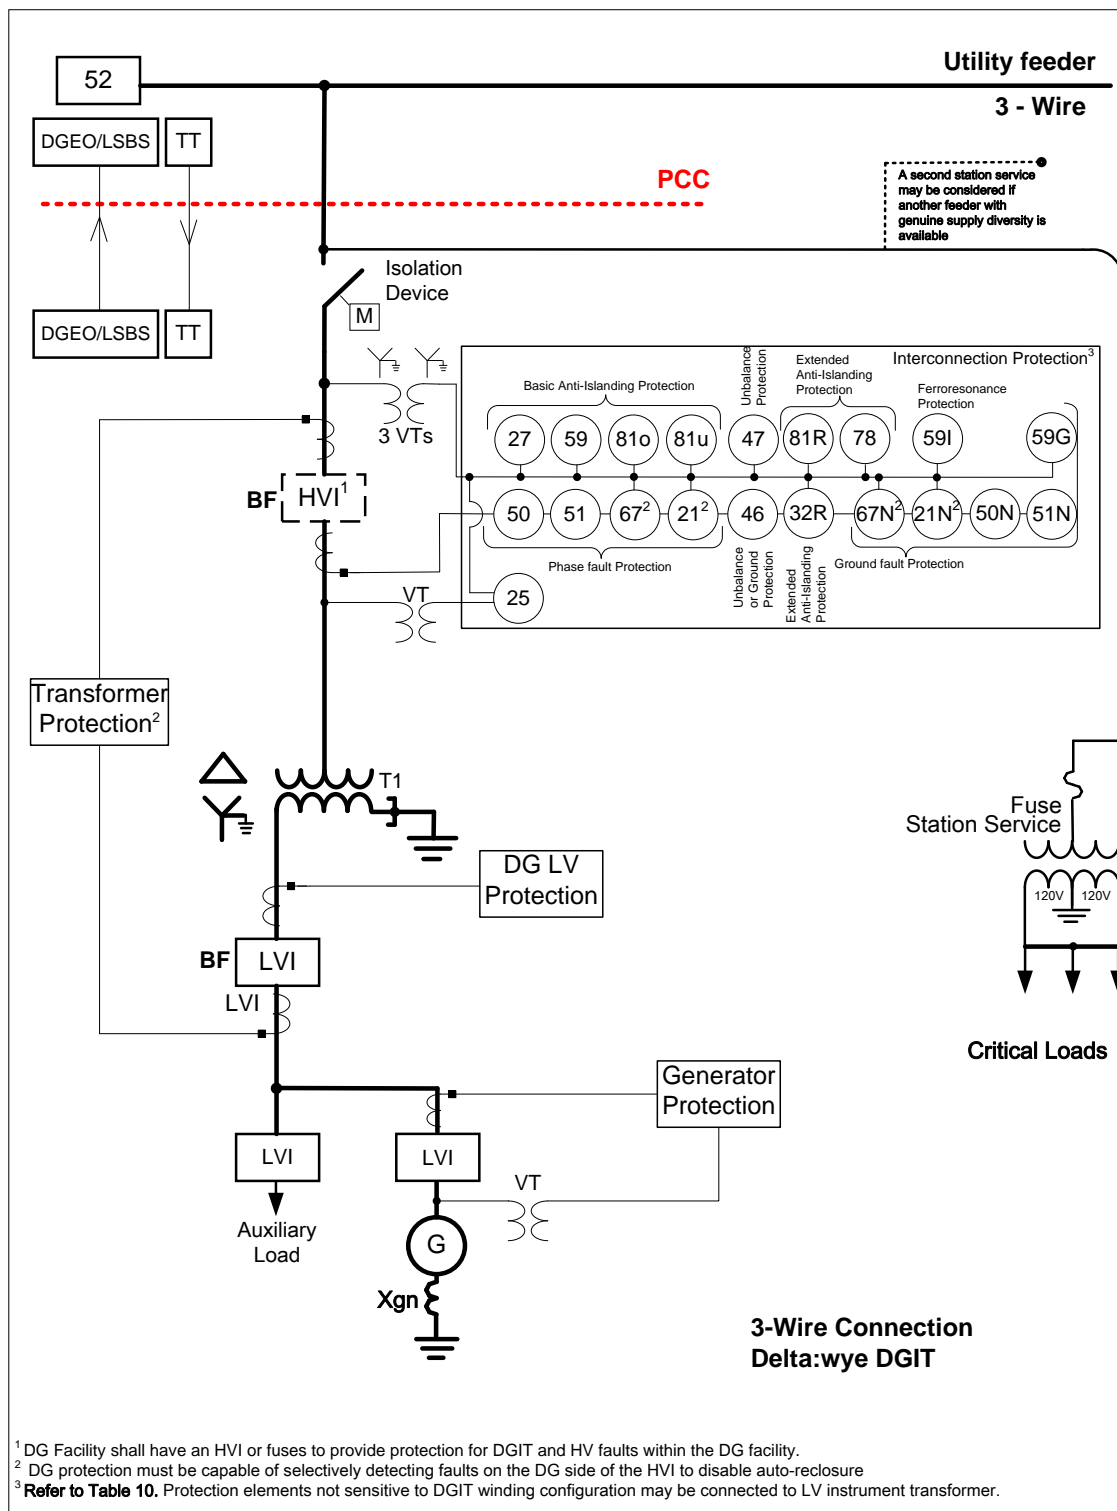 52
Utility feeder
3 - Wire
DGEO/LSBS
TT
PCC
A second station service
may be considered if
another feeder with
genuine supply diversity is
available
Isolation
Device
M
DGEO/LSBS
TT
Interconnection Protection3
Basic Anti-Islanding Protection
Unbalance
Protection
Extended
Anti-Islanding
Protection
Ferroresonance
Protection
3 VTs
27
59
81o
81u
47
81R
78
59I
59G
BF
HVI1
50
51
672
212
46
32R
67N2
21N2
50N
51N
Phase fault Protection
Unbalance
or Ground
Protection
Extended
Anti-Islanding
Protection
Ground fault Protection
VT
25
Transformer
Protection2
T1
Fuse
Station Service
120V
120V
DG LV
Protection
BF
LVI
LVI
Critical Loads
Generator
Protection
LVI
LVI
VT
Auxiliary
Load
G
Xgn
3-Wire Connection
Delta:wye DGIT
1 DG Facility shall have an HVI or fuses to provide protection for DGIT and HV faults within the DG facility.
2 DG protection must be capable of selectively detecting faults on the DG side of the HVI to disable auto-reclosure
3 Refer to Table 10. Protection elements not sensitive to DGIT winding configuration may be connected to LV instrument transformer.